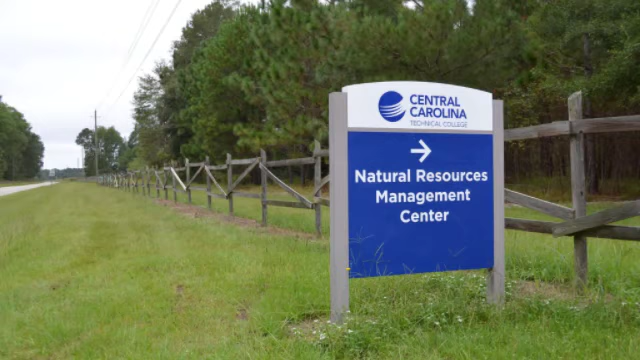 CENTRAL
CAROLINA
TECHNICAL COLLEGE
Natural Resources
Management
Center